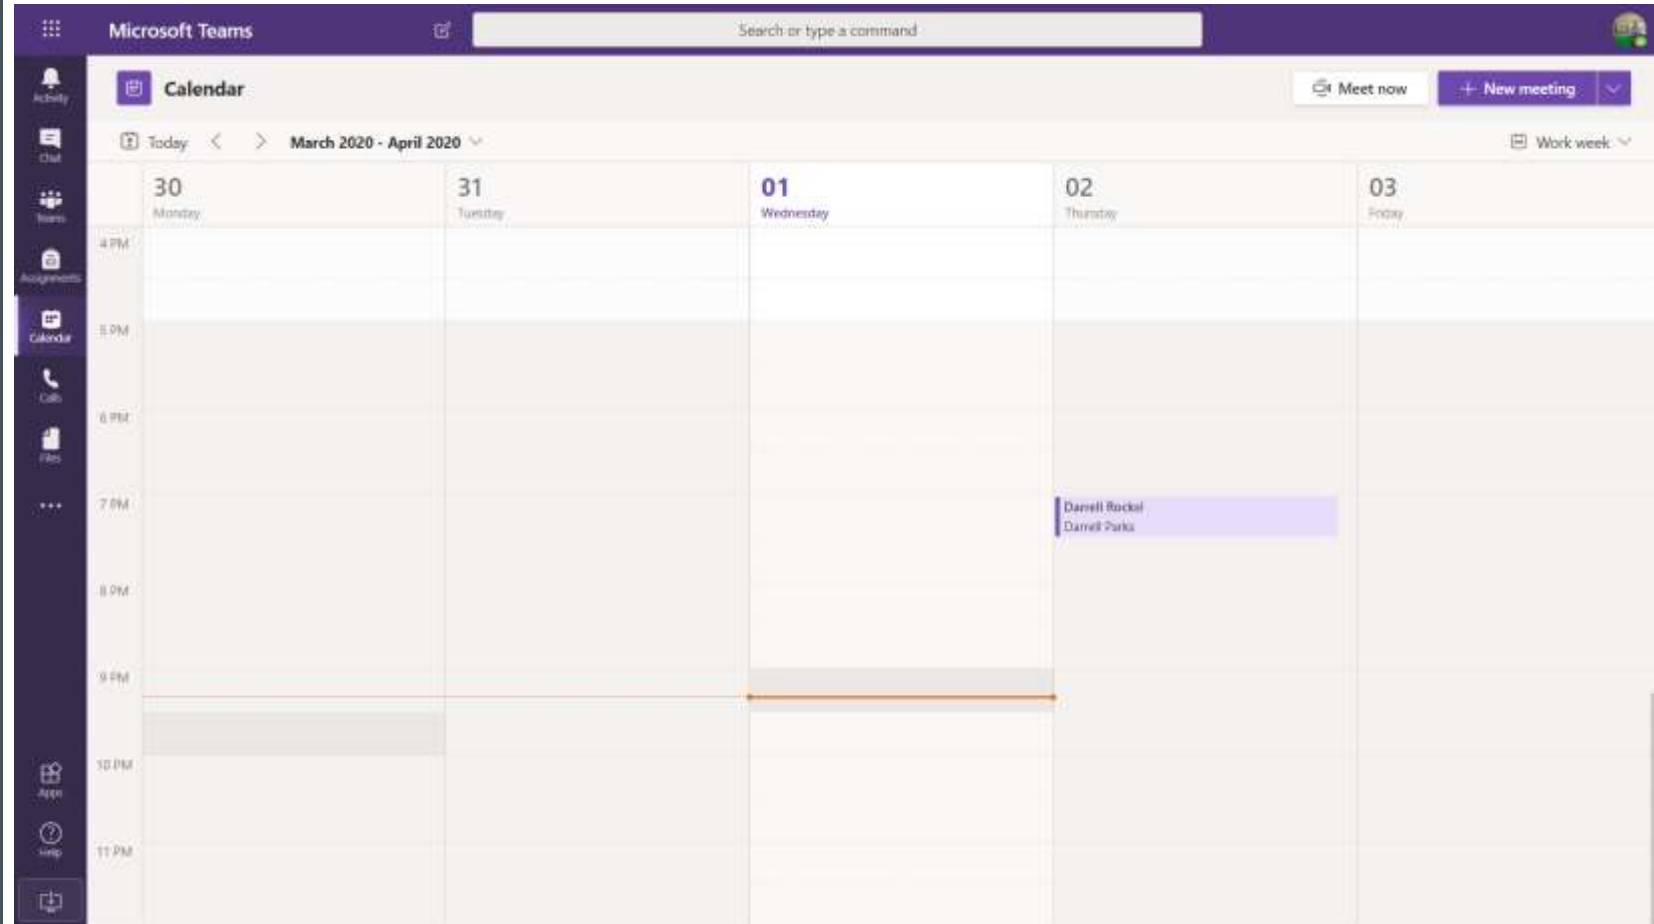 Microsoft Teams
Search or type a command
Activity
Chat
Teams
Assignments
Calendar
Calls
Files
Apps
Help
Calendar
Meet now
+ New meeting
Today
March 2020 - April 2020
Work week
30
Monday
31
Tuesday
01
Wednesday
02
Thursday
03
Friday
4 PM
5 PM
6 PM
7 PM
Darrell Rocks!
Darrell Parks
8 PM
9 PM
10 PM
11 PM